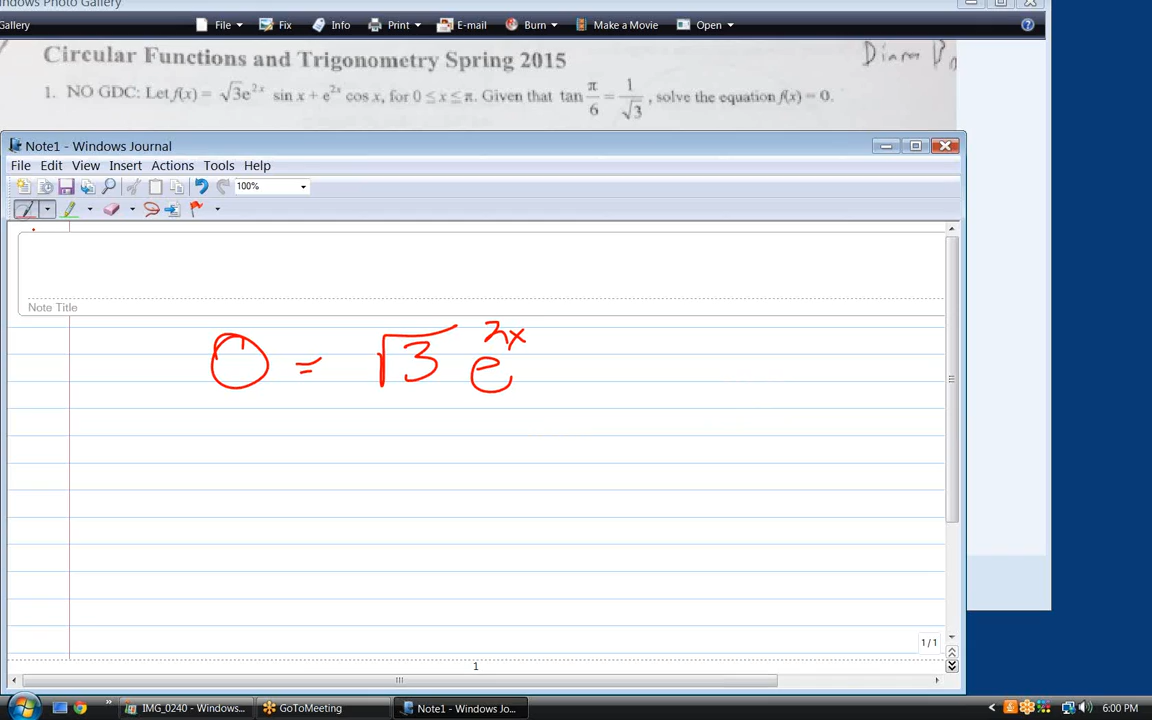 Windows Photo Gallery
Gallery File Fix Info Print E-mail Burn Make a Movie Open
Circular Functions and Trigonometry Spring 2015
1. NO GDC: Let f(x) = √3e^2x sin x + e^2x cos x, for 0 ≤ x ≤ π. Given that tan π/6 = 1/√3, solve the equation f(x) = 0.
Note1 - Windows Journal
File Edit View Insert Actions Tools Help
100%
Note Title
0 = √3 e^2x
1/1
1
IMG_0240 - Windows... GoToMeeting Note1 - Windows Jo... 6:00 PM